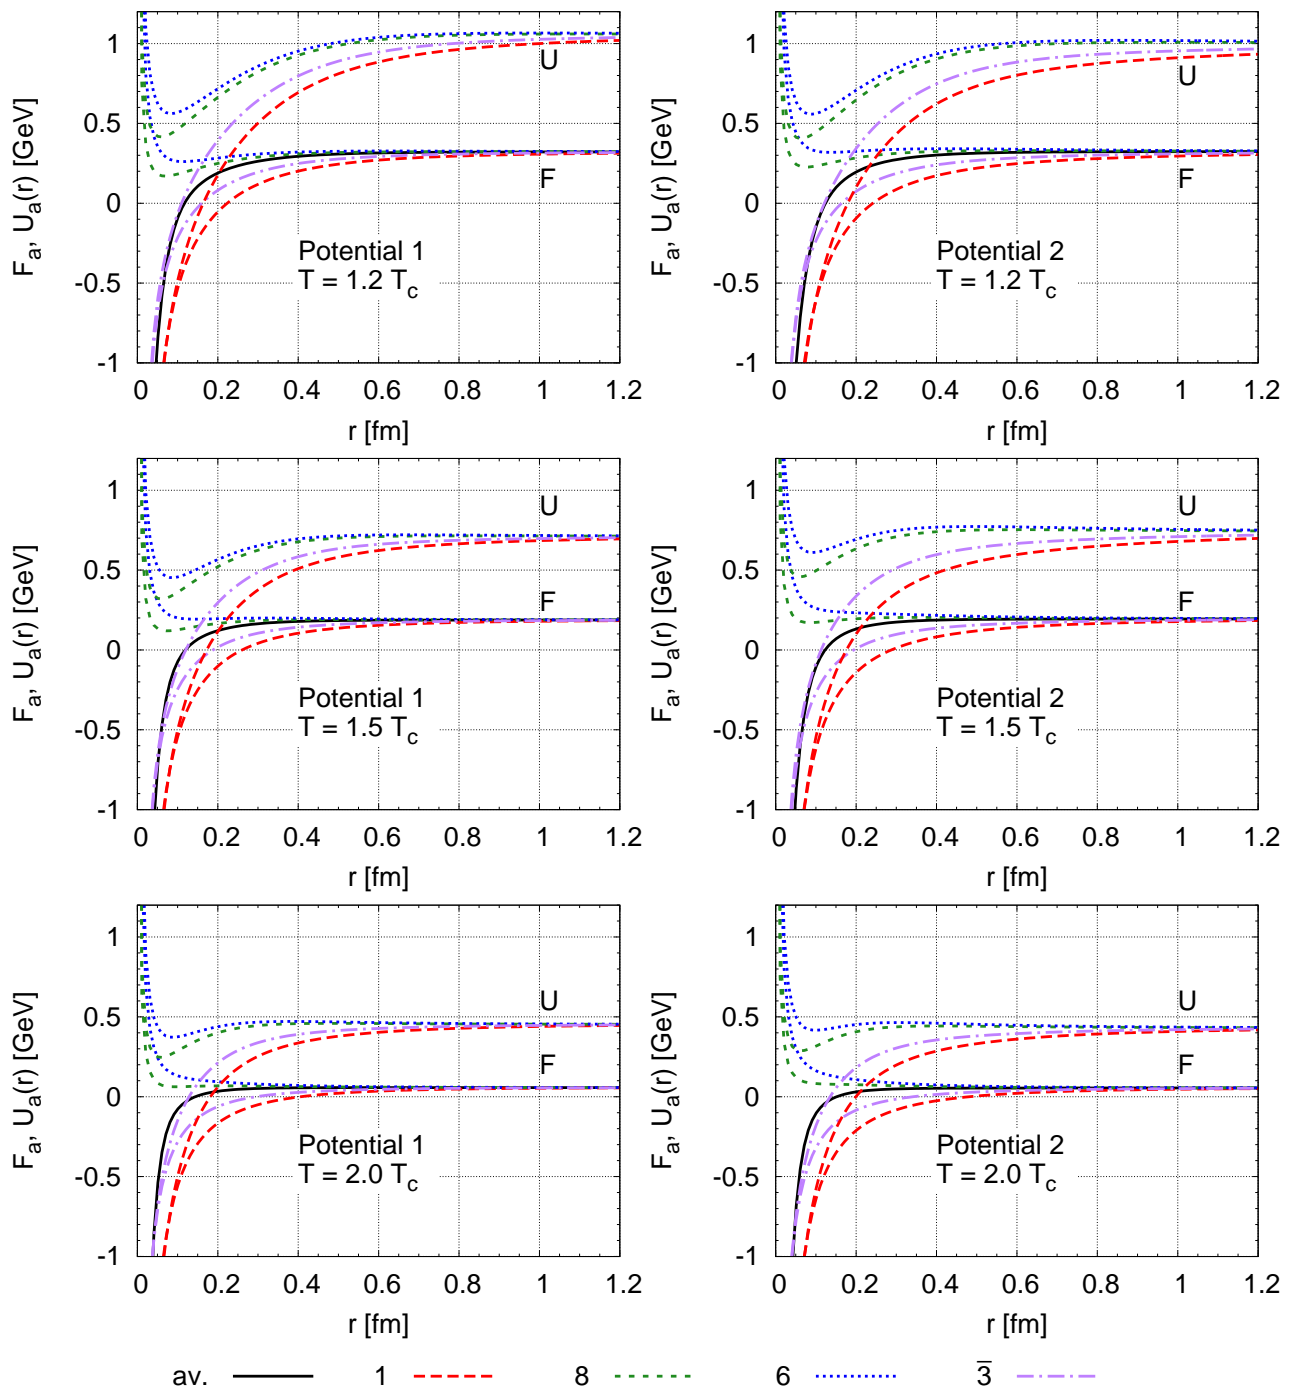 1
0.5
0
-0.5
-1
F_a, U_a(r) [GeV]
U
F
Potential 1
T = 1.2 T_c
0 0.2 0.4 0.6 0.8 1 1.2
r [fm]
1
0.5
0
-0.5
-1
F_a, U_a(r) [GeV]
U
F
Potential 2
T = 1.2 T_c
0 0.2 0.4 0.6 0.8 1 1.2
r [fm]
1
0.5
0
-0.5
-1
F_a, U_a(r) [GeV]
U
F
Potential 1
T = 1.5 T_c
0 0.2 0.4 0.6 0.8 1 1.2
r [fm]
1
0.5
0
-0.5
-1
F_a, U_a(r) [GeV]
U
F
Potential 2
T = 1.5 T_c
0 0.2 0.4 0.6 0.8 1 1.2
r [fm]
1
0.5
0
-0.5
-1
F_a, U_a(r) [GeV]
U
F
Potential 1
T = 2.0 T_c
0 0.2 0.4 0.6 0.8 1 1.2
r [fm]
1
0.5
0
-0.5
-1
F_a, U_a(r) [GeV]
U
F
Potential 2
T = 2.0 T_c
0 0.2 0.4 0.6 0.8 1 1.2
r [fm]
av. 1 8 6 3̅